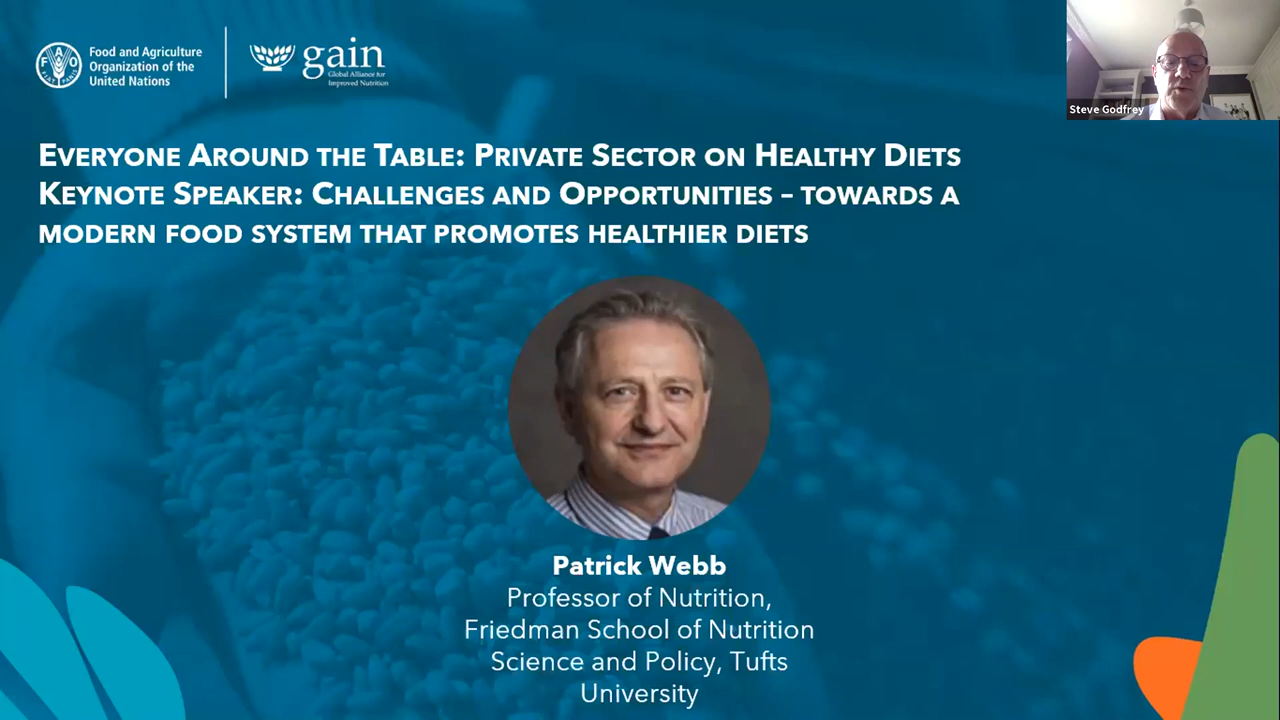 Food and Agriculture
Organization of the
United Nations
gain
Global Alliance for
Improved Nutrition
Steve Godfrey
EVERYONE AROUND THE TABLE: PRIVATE SECTOR ON HEALTHY DIETS
KEYNOTE SPEAKER: CHALLENGES AND OPPORTUNITIES – TOWARDS A
MODERN FOOD SYSTEM THAT PROMOTES HEALTHIER DIETS
Patrick Webb
Professor of Nutrition,
Friedman School of Nutrition
Science and Policy, Tufts
University